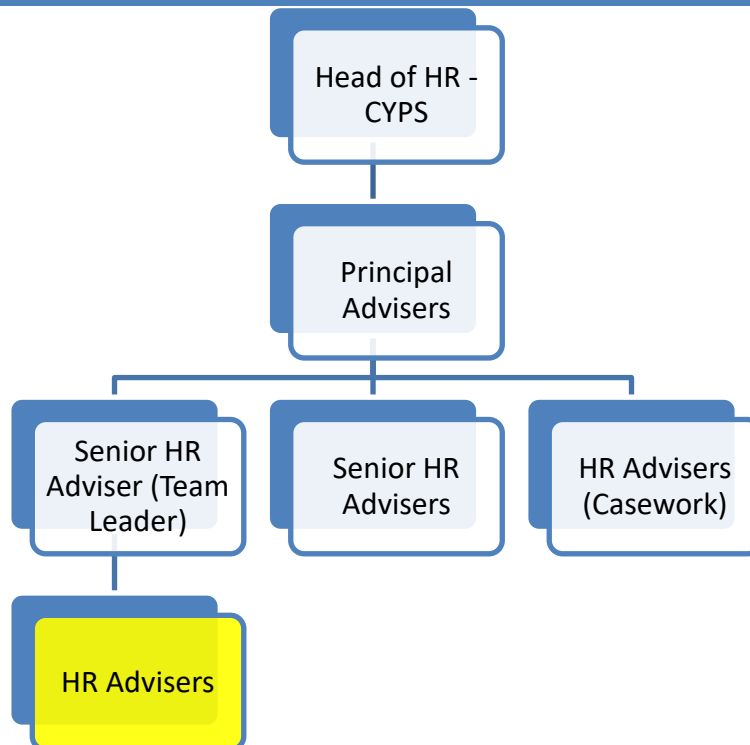 Head of HR -
CYPS
Principal
Advisers
Senior HR
Adviser (Team
Leader)
Senior HR
Advisers
HR Advisers
(Casework)
HR Advisers